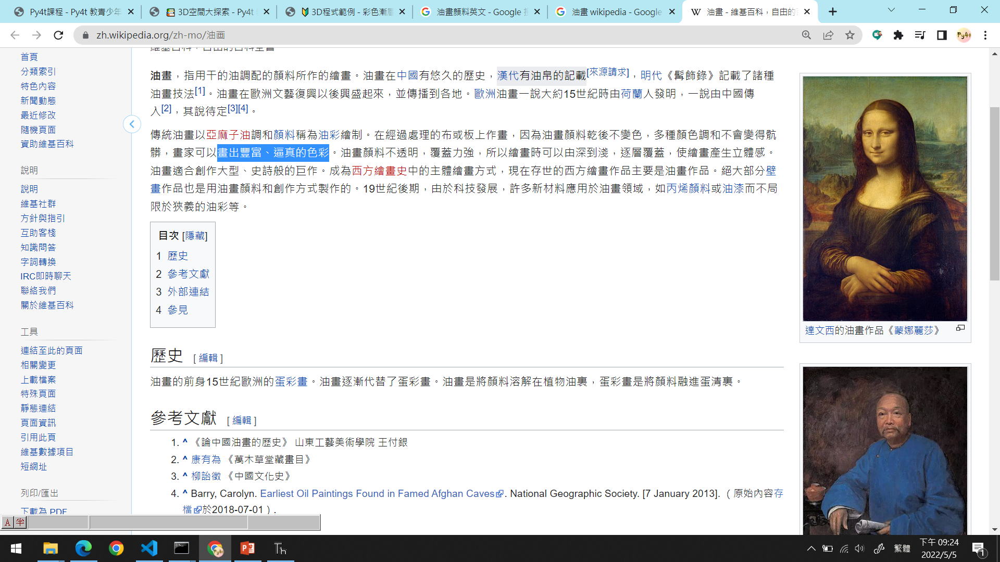 Py4t課程 - Py4t 教青少年
3D空間大探索 - Py4t
3D程式範例 - 彩色漸層
油畫顏料英文 - Google
油畫 wikipedia - Google
油畫 - 維基百科，自由的
zh.wikipedia.org/zh-mo/油画
Py4t
首頁
分類索引
特色內容
新聞動態
最近修改
隨機頁面
資助維基百科
說明
說明
維基社群
方針與指引
互助客棧
知識問答
字詞轉換
IRC即時聊天
聯絡我們
關於維基百科
工具
連結至此的頁面
相關變更
上載檔案
特殊頁面
靜態連結
頁面資訊
引用此頁
維基數據項目
短網址
列印/匯出
下載為 PDF
維基百科，自由的百科全書
油畫，指用干的油調配的顏料所作的繪畫。油畫在中國有悠久的歷史，漢代有油帛的記載[來源請求]，明代《髹飾錄》記載了諸種
油畫技法[1]。油畫在歐洲文藝復興以後興盛起來，並傳播到各地。歐洲油畫一說大約15世紀時由荷蘭人發明，一說由中國傳
入[2]，其說待定[3][4]。
傳統油畫以亞麻子油調和顏料稱為油彩繪制。在經過處理的布或板上作畫，因為油畫顏料乾後不變色，多種顏色調和不會變得骯
髒，畫家可以畫出豐富、逼真的色彩。油畫顏料不透明，覆蓋力強，所以繪畫時可以由深到淺，逐層覆蓋，使繪畫產生立體感。
油畫適合創作大型、史詩般的巨作。成為西方繪畫史中的主體繪畫方式，現在存世的西方繪畫作品主要是油畫作品。絕大部分壁
畫作品也是用油畫顏料和創作方式製作的。19世紀後期，由於科技發展，許多新材料應用於油畫領域，如丙烯顏料或油漆而不局
限於狹義的油彩等。
目次 [隱藏]
1 歷史
2 參考文獻
3 外部連結
4 參見
歷史 [ 編輯 ]
油畫的前身15世紀歐洲的蛋彩畫。油畫逐漸代替了蛋彩畫。油畫是將顏料溶解在植物油裏，蛋彩畫是將顏料融進蛋清裏。
參考文獻 [ 編輯 ]
1. ^ 《論中國油畫的歷史》 山東工藝美術學院 王付銀
2. ^ 康有為 《萬木草堂藏畫目》
3. ^ 柳詒徵 《中國文化史》
4. ^ Barry, Carolyn. Earliest Oil Paintings Found in Famed Afghan Caves. National Geographic Society. [7 January 2013]. （原始內容存
檔於2018-07-01）.
達文西的油畫作品《蒙娜麗莎》
A 半
繁體
下午 09:24
2022/5/5
1